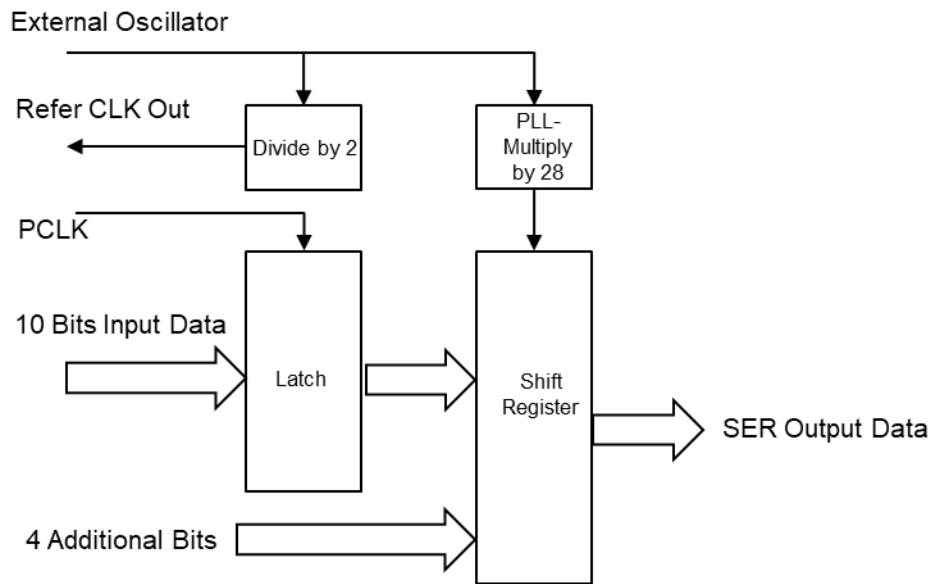 External Oscillator
Refer CLK Out
Divide by 2
PLL-
Multiply
by 28
PCLK
10 Bits Input Data
Latch
Shift
Register
SER Output Data
4 Additional Bits